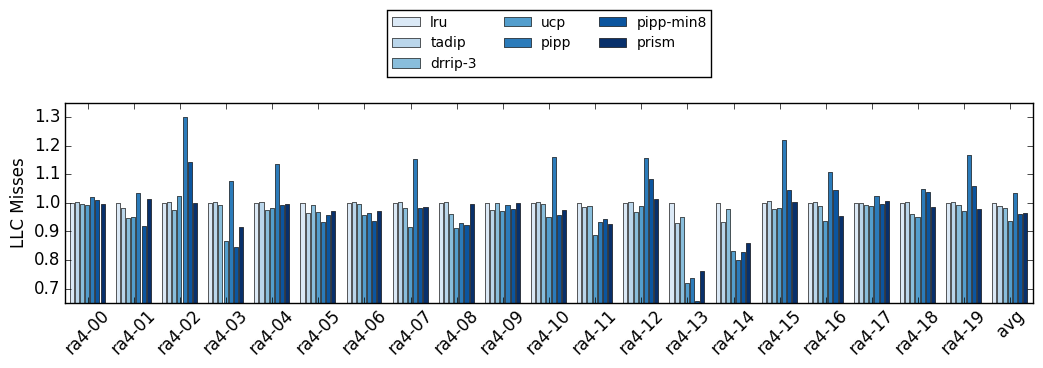 lru ucp pipp-min8
tadip pipp prism
drrip-3
1.3
1.2
1.1
1.0
0.9
0.8
0.7
LLC Misses
ra4-00 ra4-01 ra4-02 ra4-03 ra4-04 ra4-05 ra4-06 ra4-07 ra4-08 ra4-09 ra4-10 ra4-11 ra4-12 ra4-13 ra4-14 ra4-15 ra4-16 ra4-17 ra4-18 ra4-19 avg